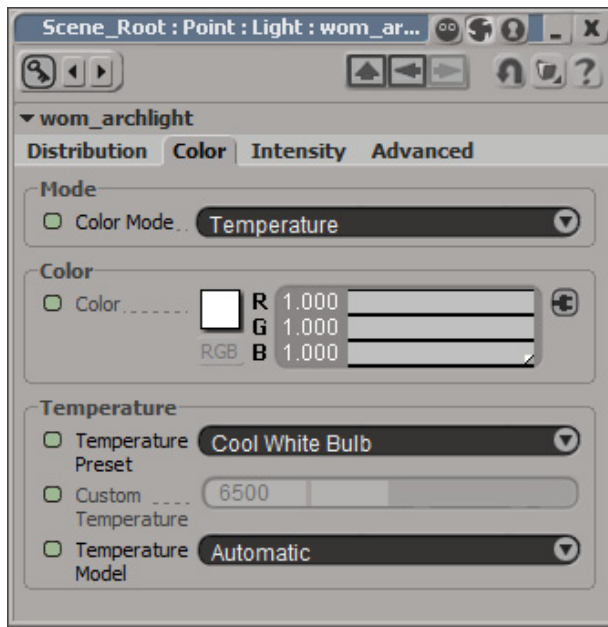 Scene_Root : Point : Light : wom_ar...
wom_archlight
Distribution Color Intensity Advanced
Mode
Color Mode Temperature
Color
Color R 1.000
G 1.000
RGB B 1.000
Temperature
Temperature Cool White Bulb
Preset
Custom 6500
Temperature
Temperature Automatic
Model